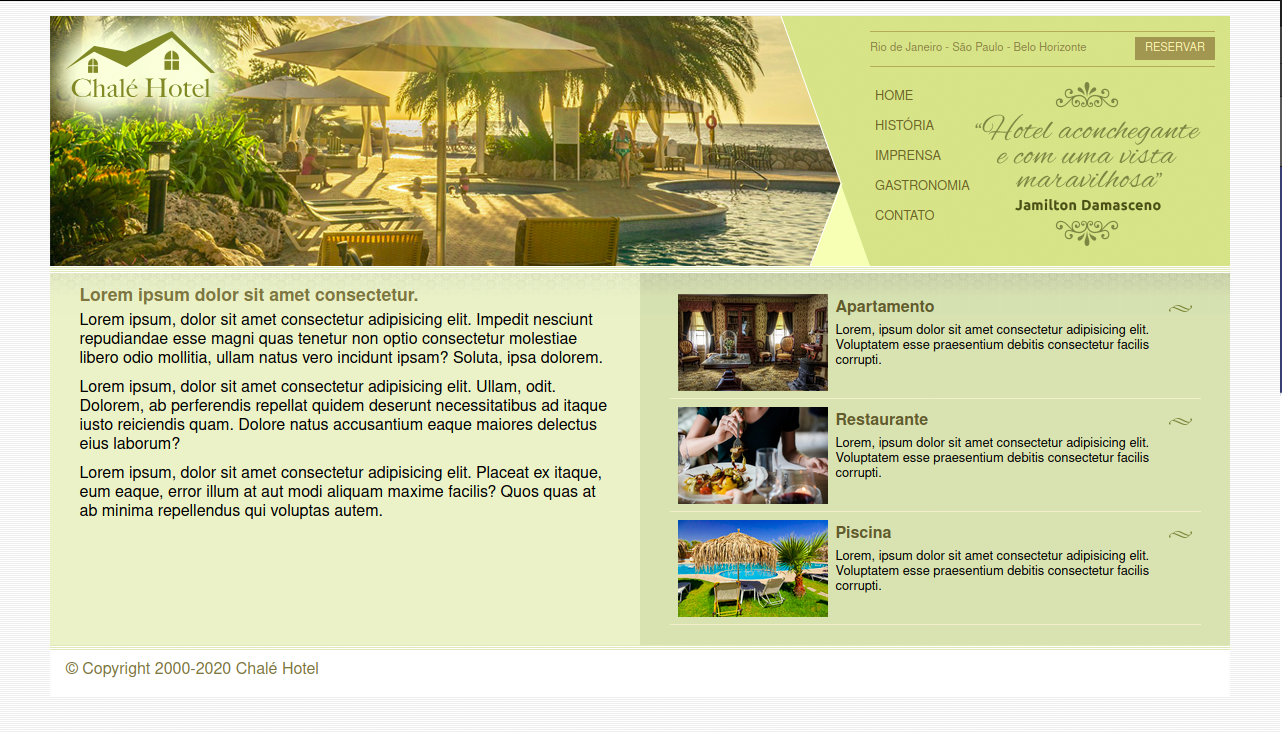 Chalé Hotel
Rio de Janeiro - São Paulo - Belo Horizonte
RESERVAR
HOME
HISTÓRIA
IMPRENSA
GASTRONOMIA
CONTATO
“Hotel aconchegante
e com uma vista
maravilhosa”
Jamilton Damasceno
Lorem ipsum dolor sit amet consectetur.
Lorem ipsum, dolor sit amet consectetur adipisicing elit. Impedit nesciunt
repudiandae esse magni quas tenetur non optio consectetur molestiae
libero odio mollitia, ullam natus vero incidunt ipsam? Soluta, ipsa dolorem.
Lorem ipsum, dolor sit amet consectetur adipisicing elit. Ullam, odit.
Dolorem, ab perferendis repellat quidem deserunt necessitatibus ad itaque
iusto reiciendis quam. Dolore natus accusantium eaque maiores delectus
eius laborum?
Lorem ipsum, dolor sit amet consectetur adipisicing elit. Placeat ex itaque,
eum eaque, error illum at aut modi aliquam maxime facilis? Quos quas at
ab minima repellendus qui voluptas autem.
Apartamento
Lorem, ipsum dolor sit amet consectetur adipisicing elit.
Voluptatem esse praesentium debitis consectetur facilis
corrupti.
Restaurante
Lorem, ipsum dolor sit amet consectetur adipisicing elit.
Voluptatem esse praesentium debitis consectetur facilis
corrupti.
Piscina
Lorem, ipsum dolor sit amet consectetur adipisicing elit.
Voluptatem esse praesentium debitis consectetur facilis
corrupti.
© Copyright 2000-2020 Chalé Hotel